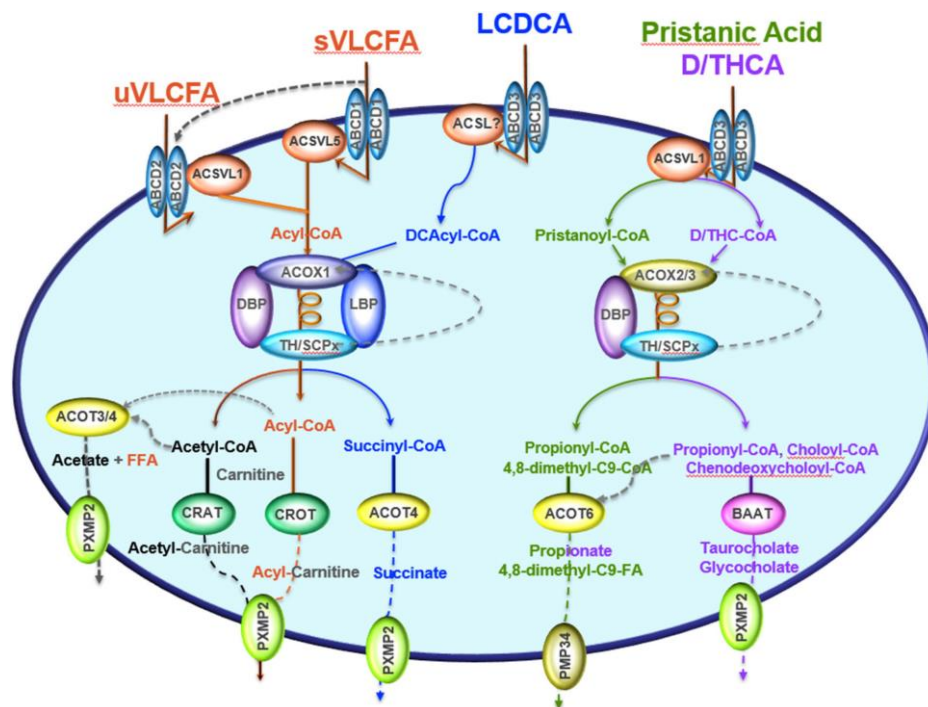 LCDCA
sVLCFA
Pristanic Acid
D/THCA
uVLCFA
ABCD1
ABCD1
ABCD3
ABCD3
ABCD3
ABCD3
ACSL?
ACSVL5
ABCD2
ABCD2
ACSVL1
ACSVL1
Acyl-CoA
DCAcyl-CoA
Pristanoyl-CoA
D/THC-CoA
ACOX1
ACOX2/3
DBP
LBP
DBP
TH/SCPx
TH/SCPx
ACOT3/4
Acetyl-CoA
Acyl-CoA
Succinyl-CoA
Propionyl-CoA
4,8-dimethyl-C9-CoA
Propionyl-CoA, Choloyl-CoA
Chenodeoxycholoyl-CoA
Acetate + FFA
Carnitine
CRAT
CROT
ACOT4
ACOT6
BAAT
PXMP2
Acetyl-Carnitine
Acyl-Carnitine
Succinate
Propionate
4,8-dimethyl-C9-FA
Taurocholate
Glycocholate
PXMP2
PXMP2
PMP34
PXMP2